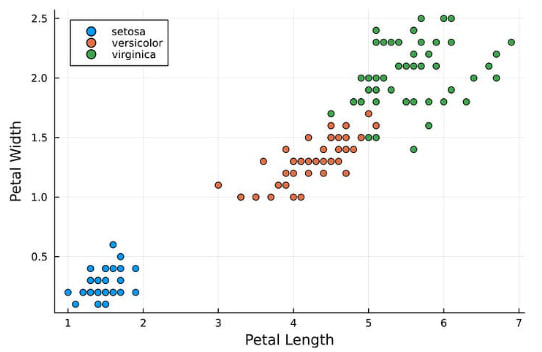 2.5
setosa
versicolor
virginica
2.0
Petal Width
1.5
1.0
0.5
1 2 3 4 5 6 7
Petal Length